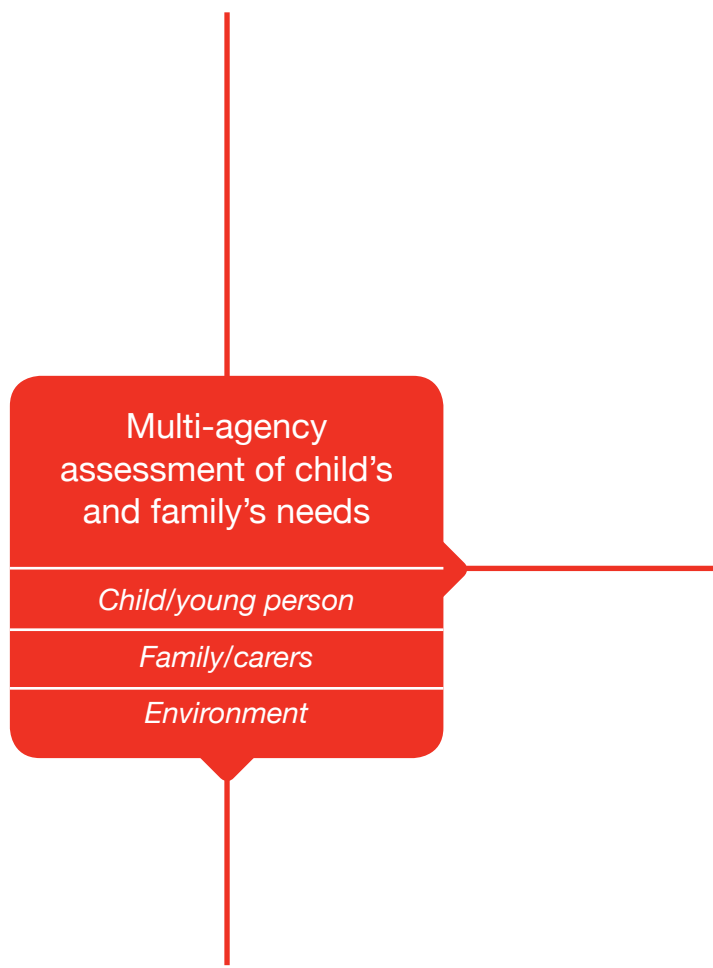 Multi-agency
assessment of child’s
and family’s needs
Child/young person
Family/carers
Environment